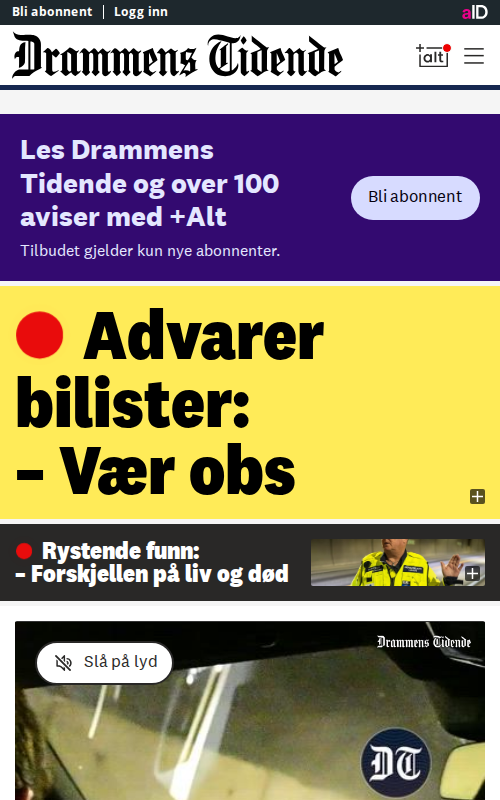 Bli abonnent | Logg inn
aID
Drammens Tidende
+alt
Les Drammens
Tidende og over 100
aviser med +Alt
Bli abonnent
Tilbudet gjelder kun nye abonnenter.
Advarer
bilister:
– Vær obs
Rystende funn:
– Forskjellen på liv og død
Drammens Tidende
Slå på lyd
DT